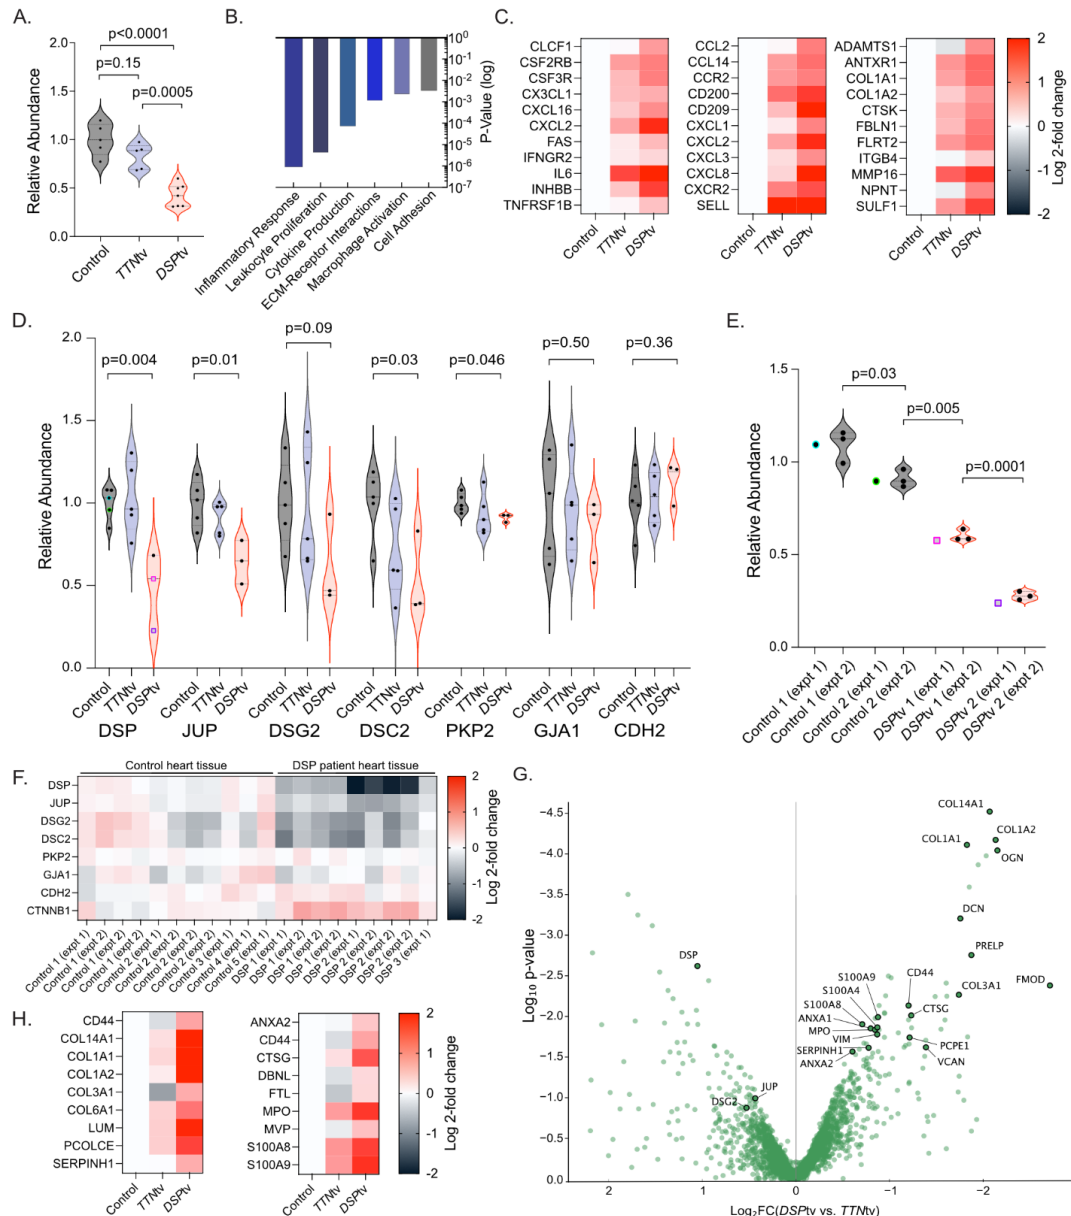 A.
2.0
1.5
1.0
0.5
0.0
Relative Abundance
p<0.0001
p=0.15
p=0.0005
Control
TTNtv
DSPtv
B.
10^0
10^-1
10^-2
10^-3
10^-4
10^-5
10^-6
10^-7
P-Value (log)
Inflammatory Response
Leukocyte Proliferation
Cytokine Production
ECM-Receptor Interactions
Macrophage Activation
Cell Adhesion
C.
CLCF1
CSF2RB
CSF3R
CX3CL1
CXCL16
CXCL2
FAS
IFNGR2
IL6
INHBB
TNFRSF1B
Control
TTNtv
DSPtv
CCL2
CCL14
CCR2
CD200
CD209
CXCL1
CXCL2
CXCL3
CXCL8
CXCR2
SELL
Control
TTNtv
DSPtv
ADAMTS1
ANTXR1
COL1A1
COL1A2
CTSK
FBLN1
FLRT2
ITGB4
MMP16
NPNT
SULF1
Control
TTNtv
DSPtv
2
1
0
-1
-2
Log 2-fold change
D.
2.0
1.5
1.0
0.5
0.0
Relative Abundance
p=0.004
p=0.01
p=0.09
p=0.03
p=0.046
p=0.50
p=0.36
Control
TTNtv
DSPtv
Control
TTNtv
DSPtv
Control
TTNtv
DSPtv
Control
TTNtv
DSPtv
Control
TTNtv
DSPtv
Control
TTNtv
DSPtv
Control
TTNtv
DSPtv
DSP
JUP
DSG2
DSC2
PKP2
GJA1
CDH2
E.
1.5
1.0
0.5
0.0
Relative Abundance
p=0.03
p=0.005
p=0.0001
Control 1 (expt 1)
Control 1 (expt 2)
Control 2 (expt 1)
Control 2 (expt 2)
DSPtv 1 (expt 1)
DSPtv 1 (expt 2)
DSPtv 2 (expt 1)
DSPtv 2 (expt 2)
F.
Control heart tissue
DSP patient heart tissue
DSP
JUP
DSG2
DSC2
PKP2
GJA1
CDH2
CTNNB1
Control 1 (expt 1)
Control 1 (expt 2)
Control 1 (expt 2)
Control 1 (expt 2)
Control 2 (expt 1)
Control 2 (expt 2)
Control 2 (expt 2)
Control 2 (expt 2)
Control 3 (expt 1)
Control 4 (expt 1)
Control 5 (expt 1)
DSP 1 (expt 1)
DSP 1 (expt 2)
DSP 1 (expt 2)
DSP 1 (expt 2)
DSP 2 (expt 1)
DSP 2 (expt 2)
DSP 2 (expt 2)
DSP 2 (expt 2)
DSP 3 (expt 1)
2
1
0
-1
-2
Log 2-fold change
G.
−4.5
−4.0
−3.5
−3.0
−2.5
−2.0
−1.5
−1.0
−0.5
0.0
Log10 p-value
COL14A1
COL1A1
COL1A2
OGN
DCN
PRELP
FMOD
COL3A1
DSP
S100A9
CD44
S100A4
CTSG
S100A8
ANXA1
MPO
VIM
PCPE1
SERPINH1
VCAN
ANXA2
JUP
DSG2
2
1
0
−1
−2
Log2FC(DSPtv vs. TTNtv)
H.
CD44
COL14A1
COL1A1
COL1A2
COL3A1
COL6A1
LUM
PCOLCE
SERPINH1
Control
TTNtv
DSPtv
ANXA2
CD44
CTSG
DBNL
FTL
MPO
MVP
S100A8
S100A9
Control
TTNtv
DSPtv
2
1
0
-1
-2
Log 2-fold change